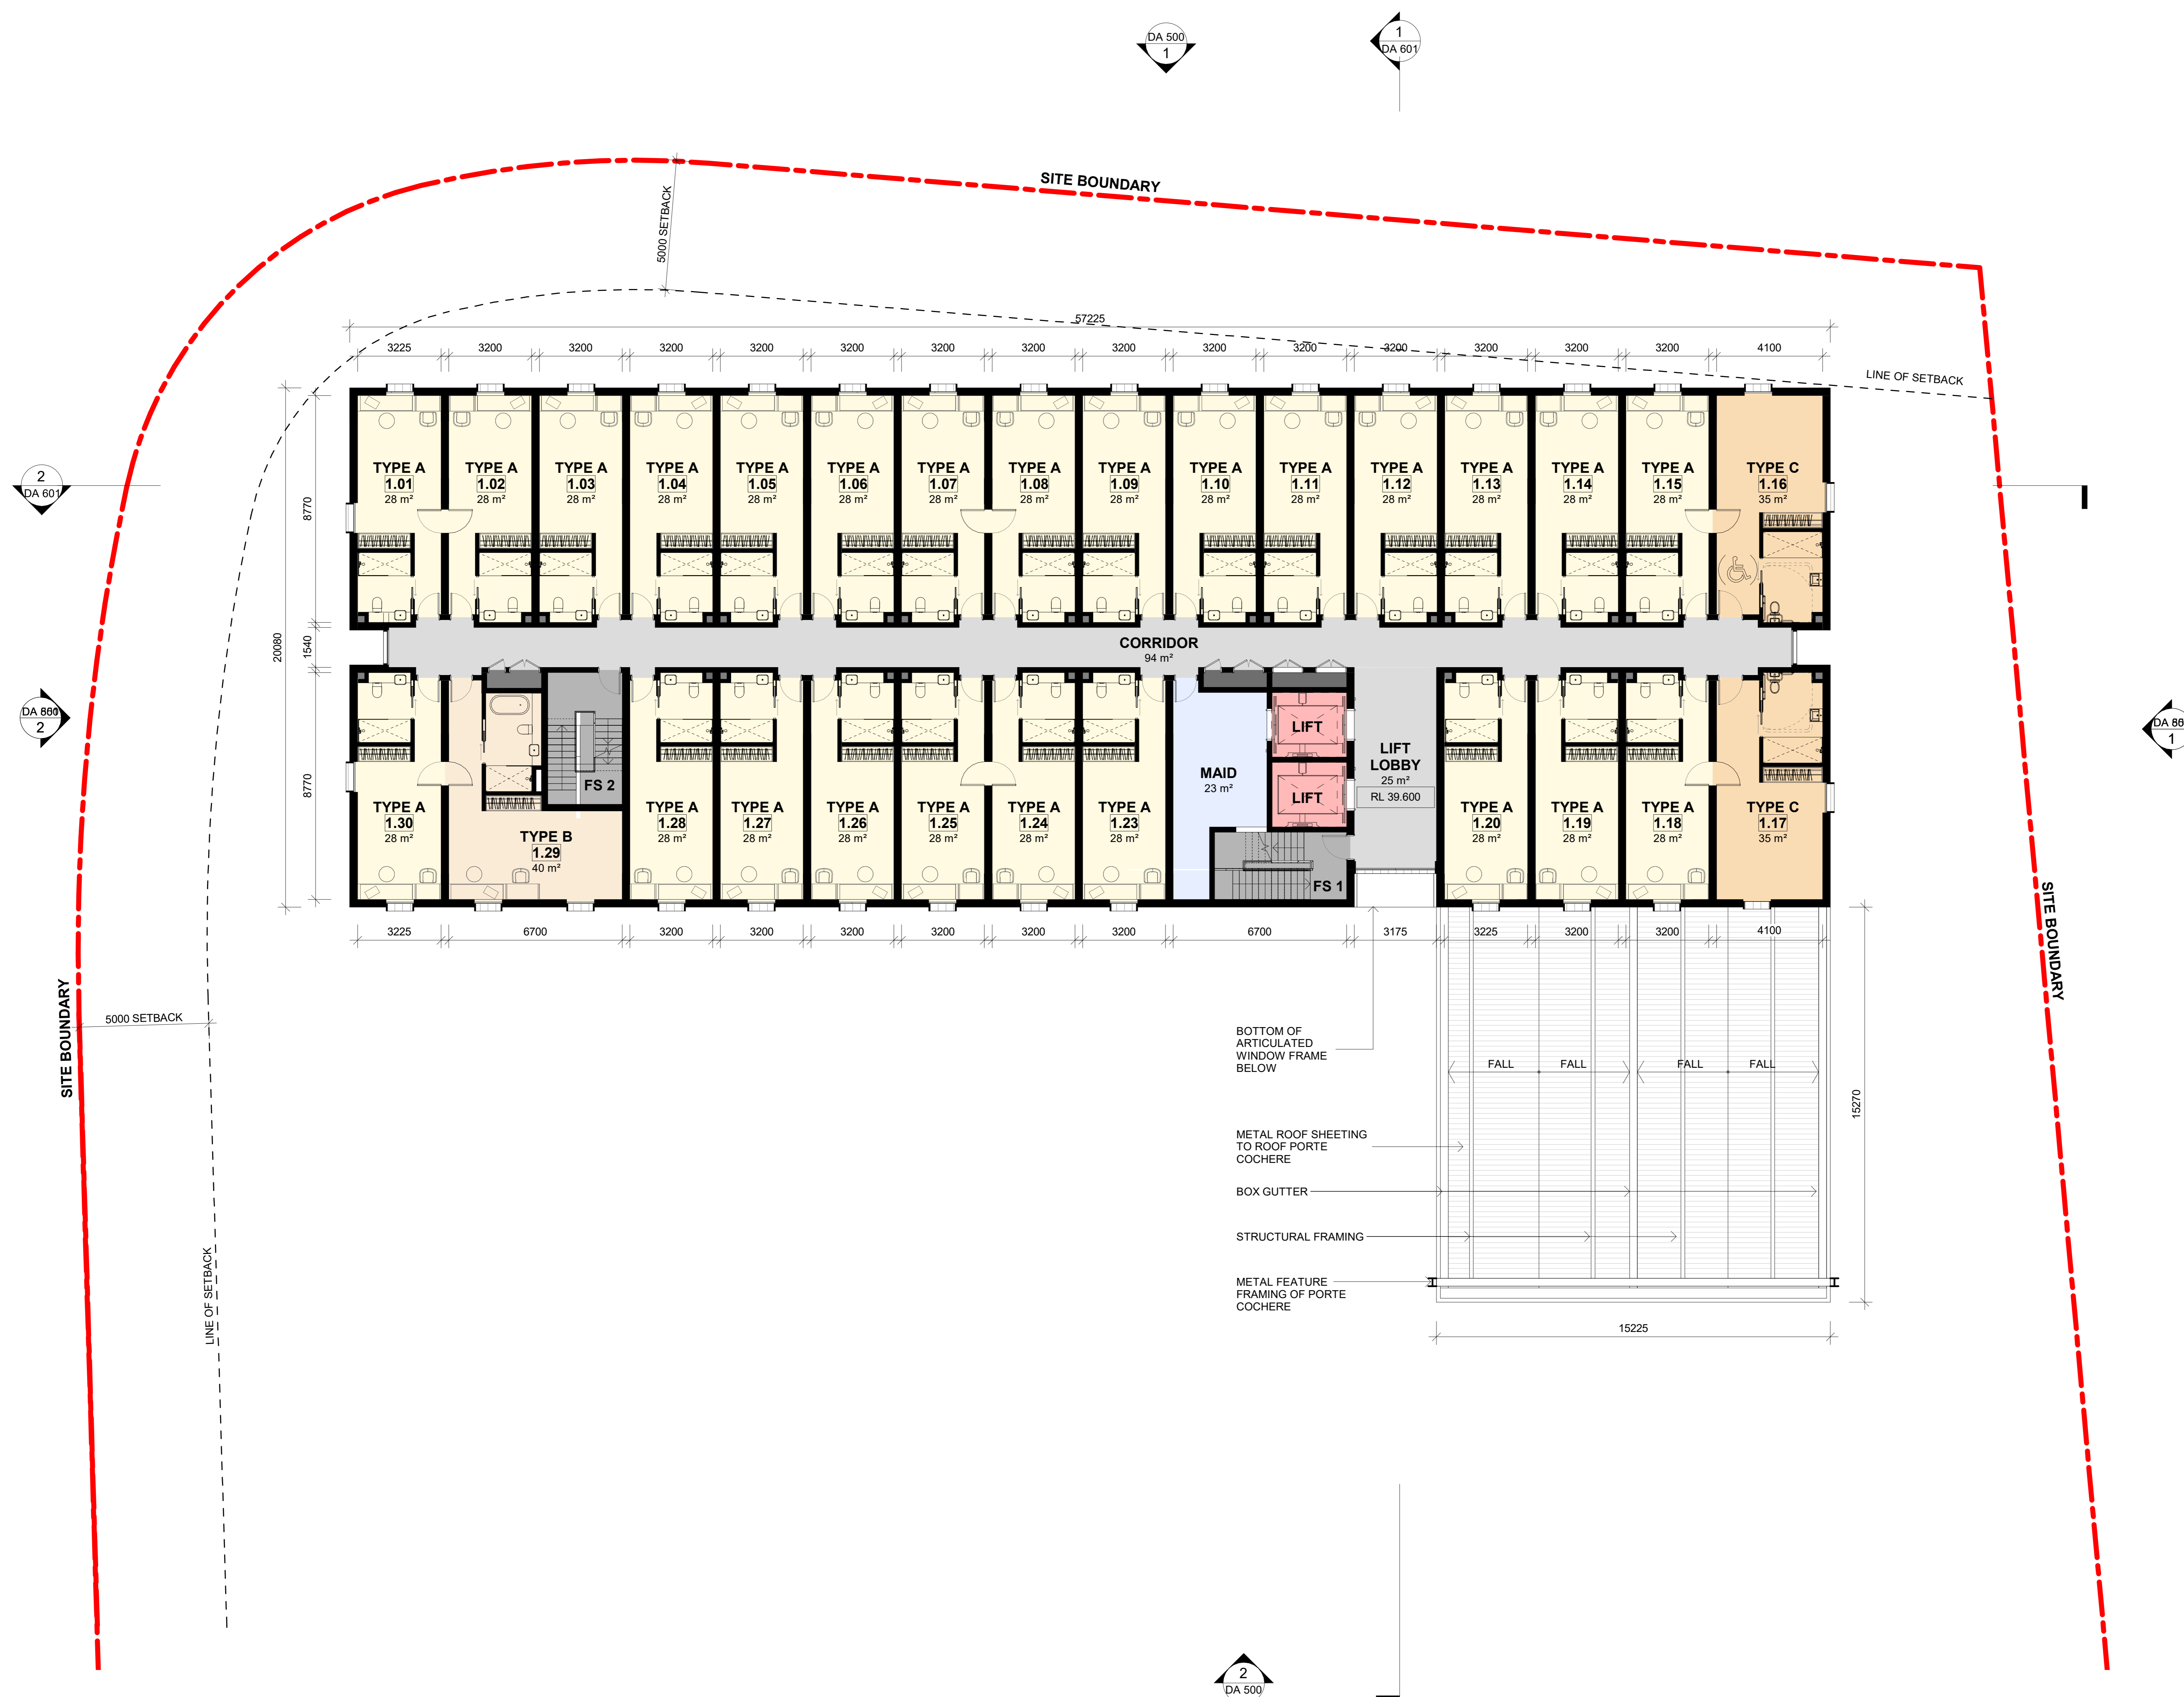 DA 500
1
1
DA 601
SITE BOUNDARY
5000 SETBACK
57225
3225
3200
3200
3200
3200
3200
3200
3200
3200
3200
3200
3200
3200
3200
3200
4100
LINE OF SETBACK
2
DA 601
20080
8770
1540
8770
TYPE A
1.01
28 m²
TYPE A
1.02
28 m²
TYPE A
1.03
28 m²
TYPE A
1.04
28 m²
TYPE A
1.05
28 m²
TYPE A
1.06
28 m²
TYPE A
1.07
28 m²
TYPE A
1.08
28 m²
TYPE A
1.09
28 m²
TYPE A
1.10
28 m²
TYPE A
1.11
28 m²
TYPE A
1.12
28 m²
TYPE A
1.13
28 m²
TYPE A
1.14
28 m²
TYPE A
1.15
28 m²
TYPE C
1.16
35 m²
CORRIDOR
94 m²
2
1
TYPE A
1.30
28 m²
TYPE B
1.29
40 m²
FS 2
TYPE A
1.28
28 m²
TYPE A
1.27
28 m²
TYPE A
1.26
28 m²
TYPE A
1.25
28 m²
TYPE A
1.24
28 m²
TYPE A
1.23
28 m²
MAID
23 m²
LIFT
LIFT
FS 1
LIFT
LOBBY
25 m²
RL 39.600
TYPE A
1.20
28 m²
TYPE A
1.19
28 m²
TYPE A
1.18
28 m²
TYPE C
1.17
35 m²
3225
6700
3200
3200
3200
3200
3200
3200
6700
3175
3225
3200
3200
4100
SITE BOUNDARY
SITE BOUNDARY
5000 SETBACK
LINE OF SETBACK
BOTTOM OF
ARTICULATED
WINDOW FRAME
BELOW
FALL
FALL
FALL
FALL
15270
METAL ROOF SHEETING
TO ROOF PORTE
COCHERE
BOX GUTTER
STRUCTURAL FRAMING
METAL FEATURE
FRAMING OF PORTE
COCHERE
15225
2
DA 500